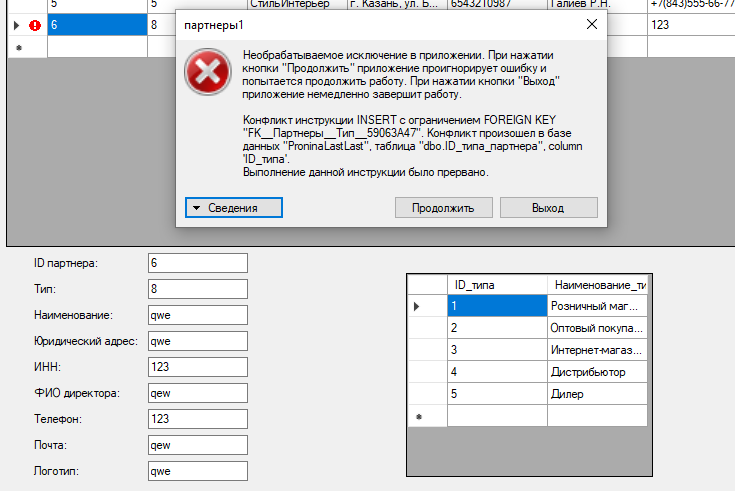 5 5 СтильИнтерьер г. Казань, ул. Б... 6543210987 Галиев Р.Н. +7(843)555-66-77
6 8 123
партнеры1
Необрабатываемое исключение в приложении. При нажатии
кнопки "Продолжить" приложение проигнорирует ошибку и
попытается продолжить работу. При нажатии кнопки "Выход"
приложение немедленно завершит работу.
Конфликт инструкции INSERT с ограничением FOREIGN KEY
"FK__Партнеры__Тип__59063A47". Конфликт произошел в базе
данных "ProninaLastLast", таблица "dbo.ID_типа_партнера", column
'ID_типа'.
Выполнение данной инструкции было прервано.
Сведения Продолжить Выход
ID партнера: 6
Тип: 8
Наименование: qwe
Юридический адрес: qwe
ИНН: 123
ФИО директора: qew
Телефон: 123
Почта: qew
Логотип: qwe
ID_типа Наименование_ти
1 Розничный маг...
2 Оптовый покупа...
3 Интернет-магаз...
4 Дистрибьютор
5 Дилер